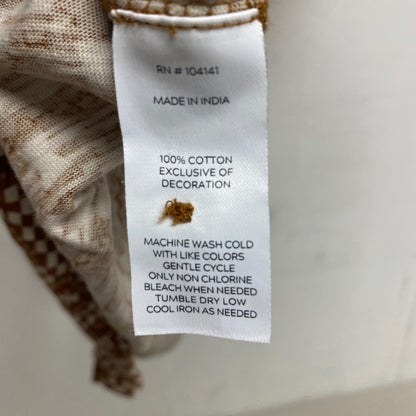 RN # 104141
MADE IN INDIA
100% COTTON
EXCLUSIVE OF
DECORATION
MACHINE WASH COLD
WITH LIKE COLORS
GENTLE CYCLE
ONLY NON CHLORINE
BLEACH WHEN NEEDED
TUMBLE DRY LOW
COOL IRON AS NEEDED